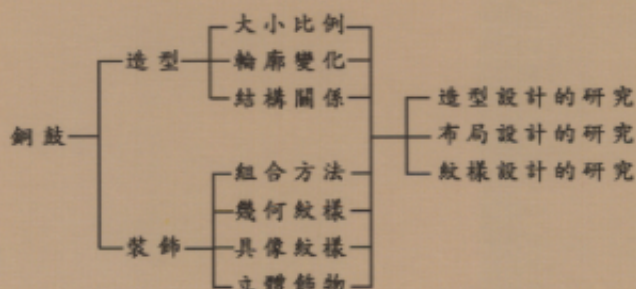 銅鼓
造型
大小比例
輪廓變化
結構關係
裝飾
組合方法
幾何紋樣
具像紋樣
立體飾物
造型設計的研究
布局設計的研究
紋樣設計的研究